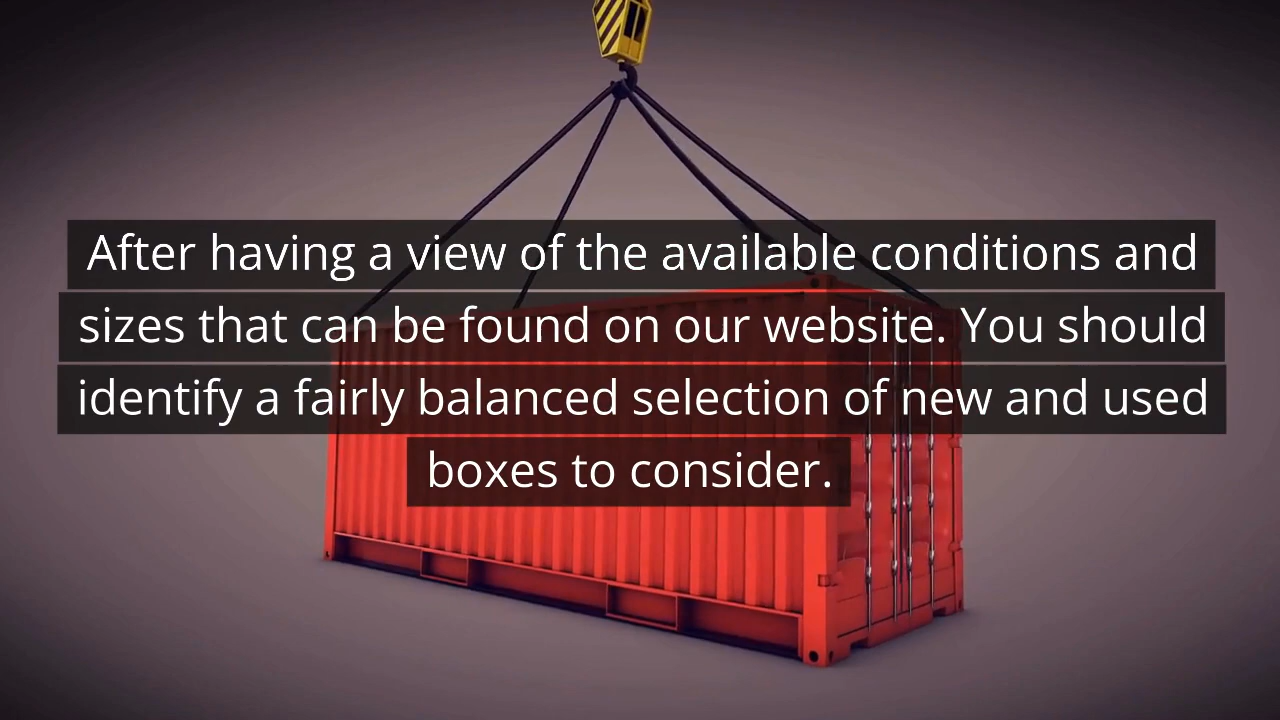 After having a view of the available conditions and
sizes that can be found on our website. You should
identify a fairly balanced selection of new and used
boxes to consider.